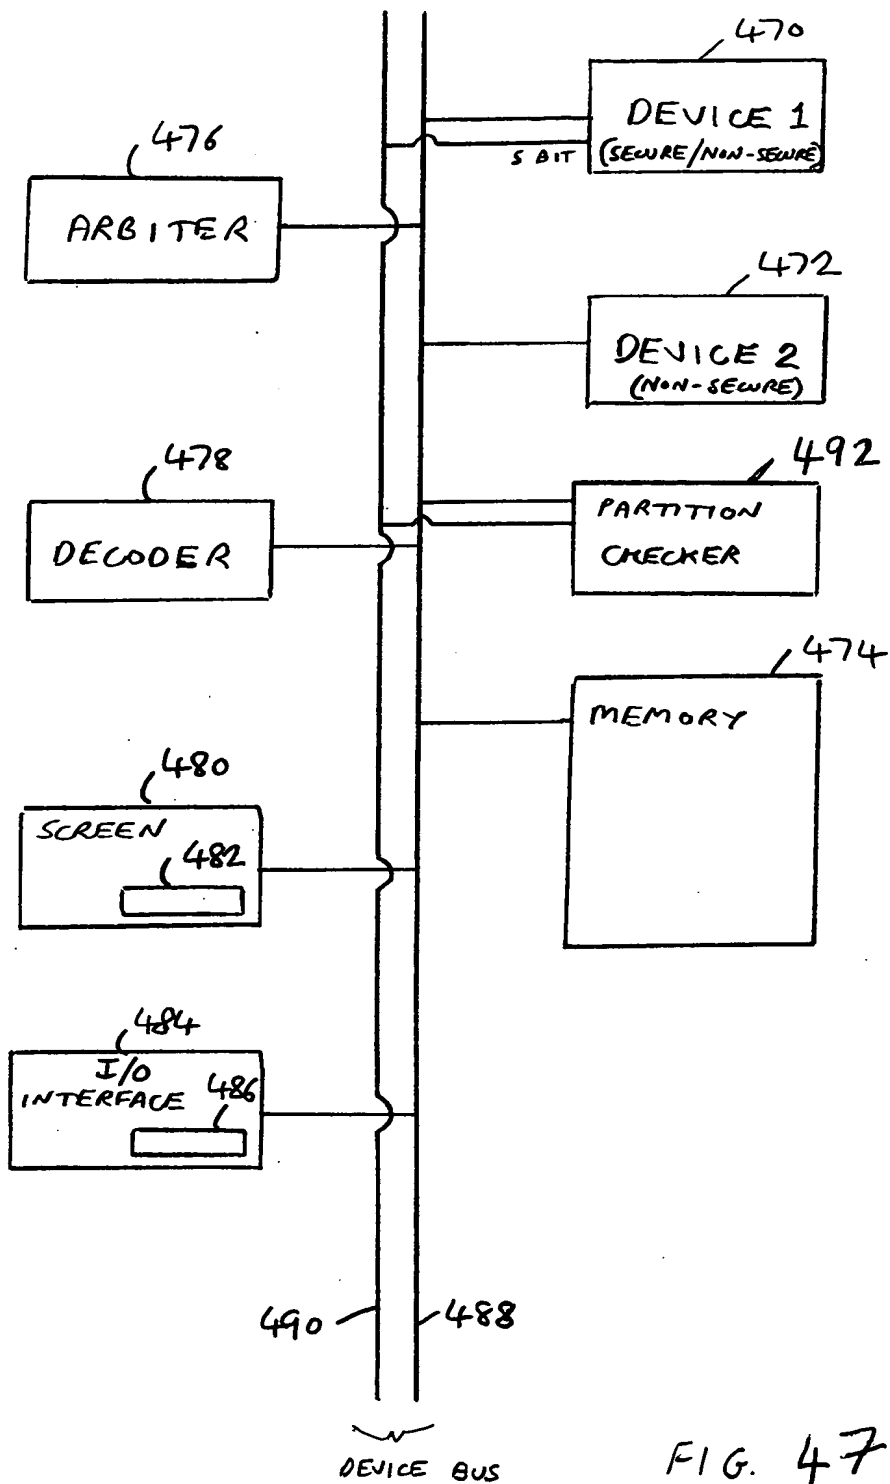 470
DEVICE 1
(SECURE/NON-SECURE)
S BIT
476
ARBITER
472
DEVICE 2
(NON-SECURE)
478
DECODER
492
PARTITION
CHECKER
474
MEMORY
480
SCREEN
482
484
I/O
INTERFACE
486
490
488
DEVICE BUS
FIG. 47